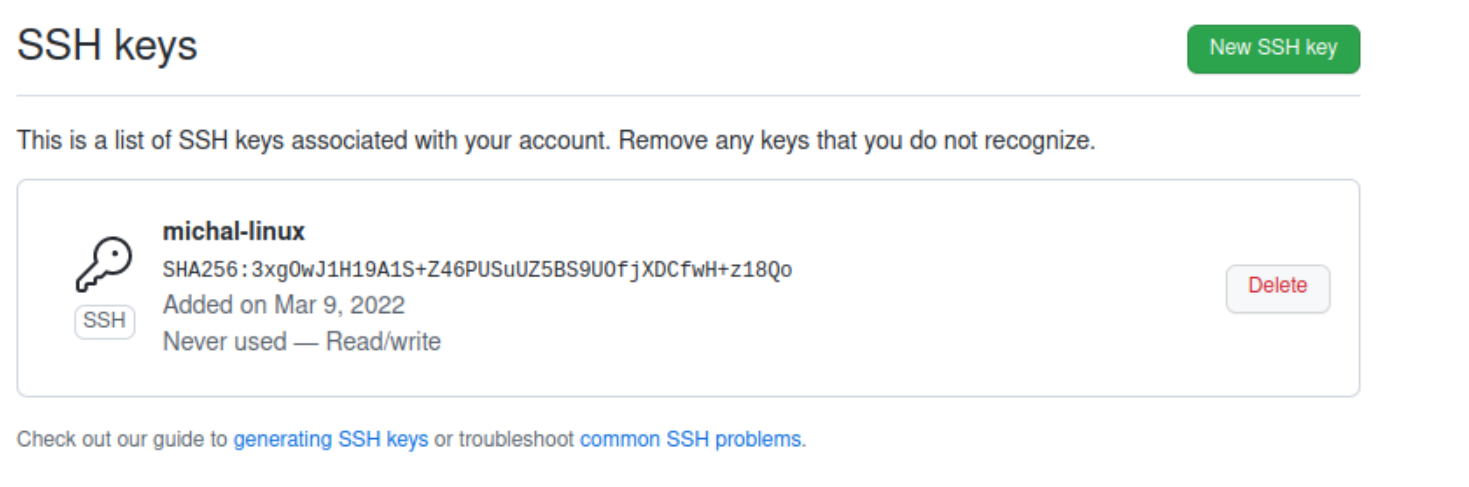 SSH keys
New SSH key
This is a list of SSH keys associated with your account. Remove any keys that you do not recognize.
michal-linux
SHA256:3xgOwJ1H19A1S+Z46PUSuUZ5BS9UOfjXDCfwH+z18Qo
Added on Mar 9, 2022
Never used — Read/write
SSH
Delete
Check out our guide to generating SSH keys or troubleshoot common SSH problems.